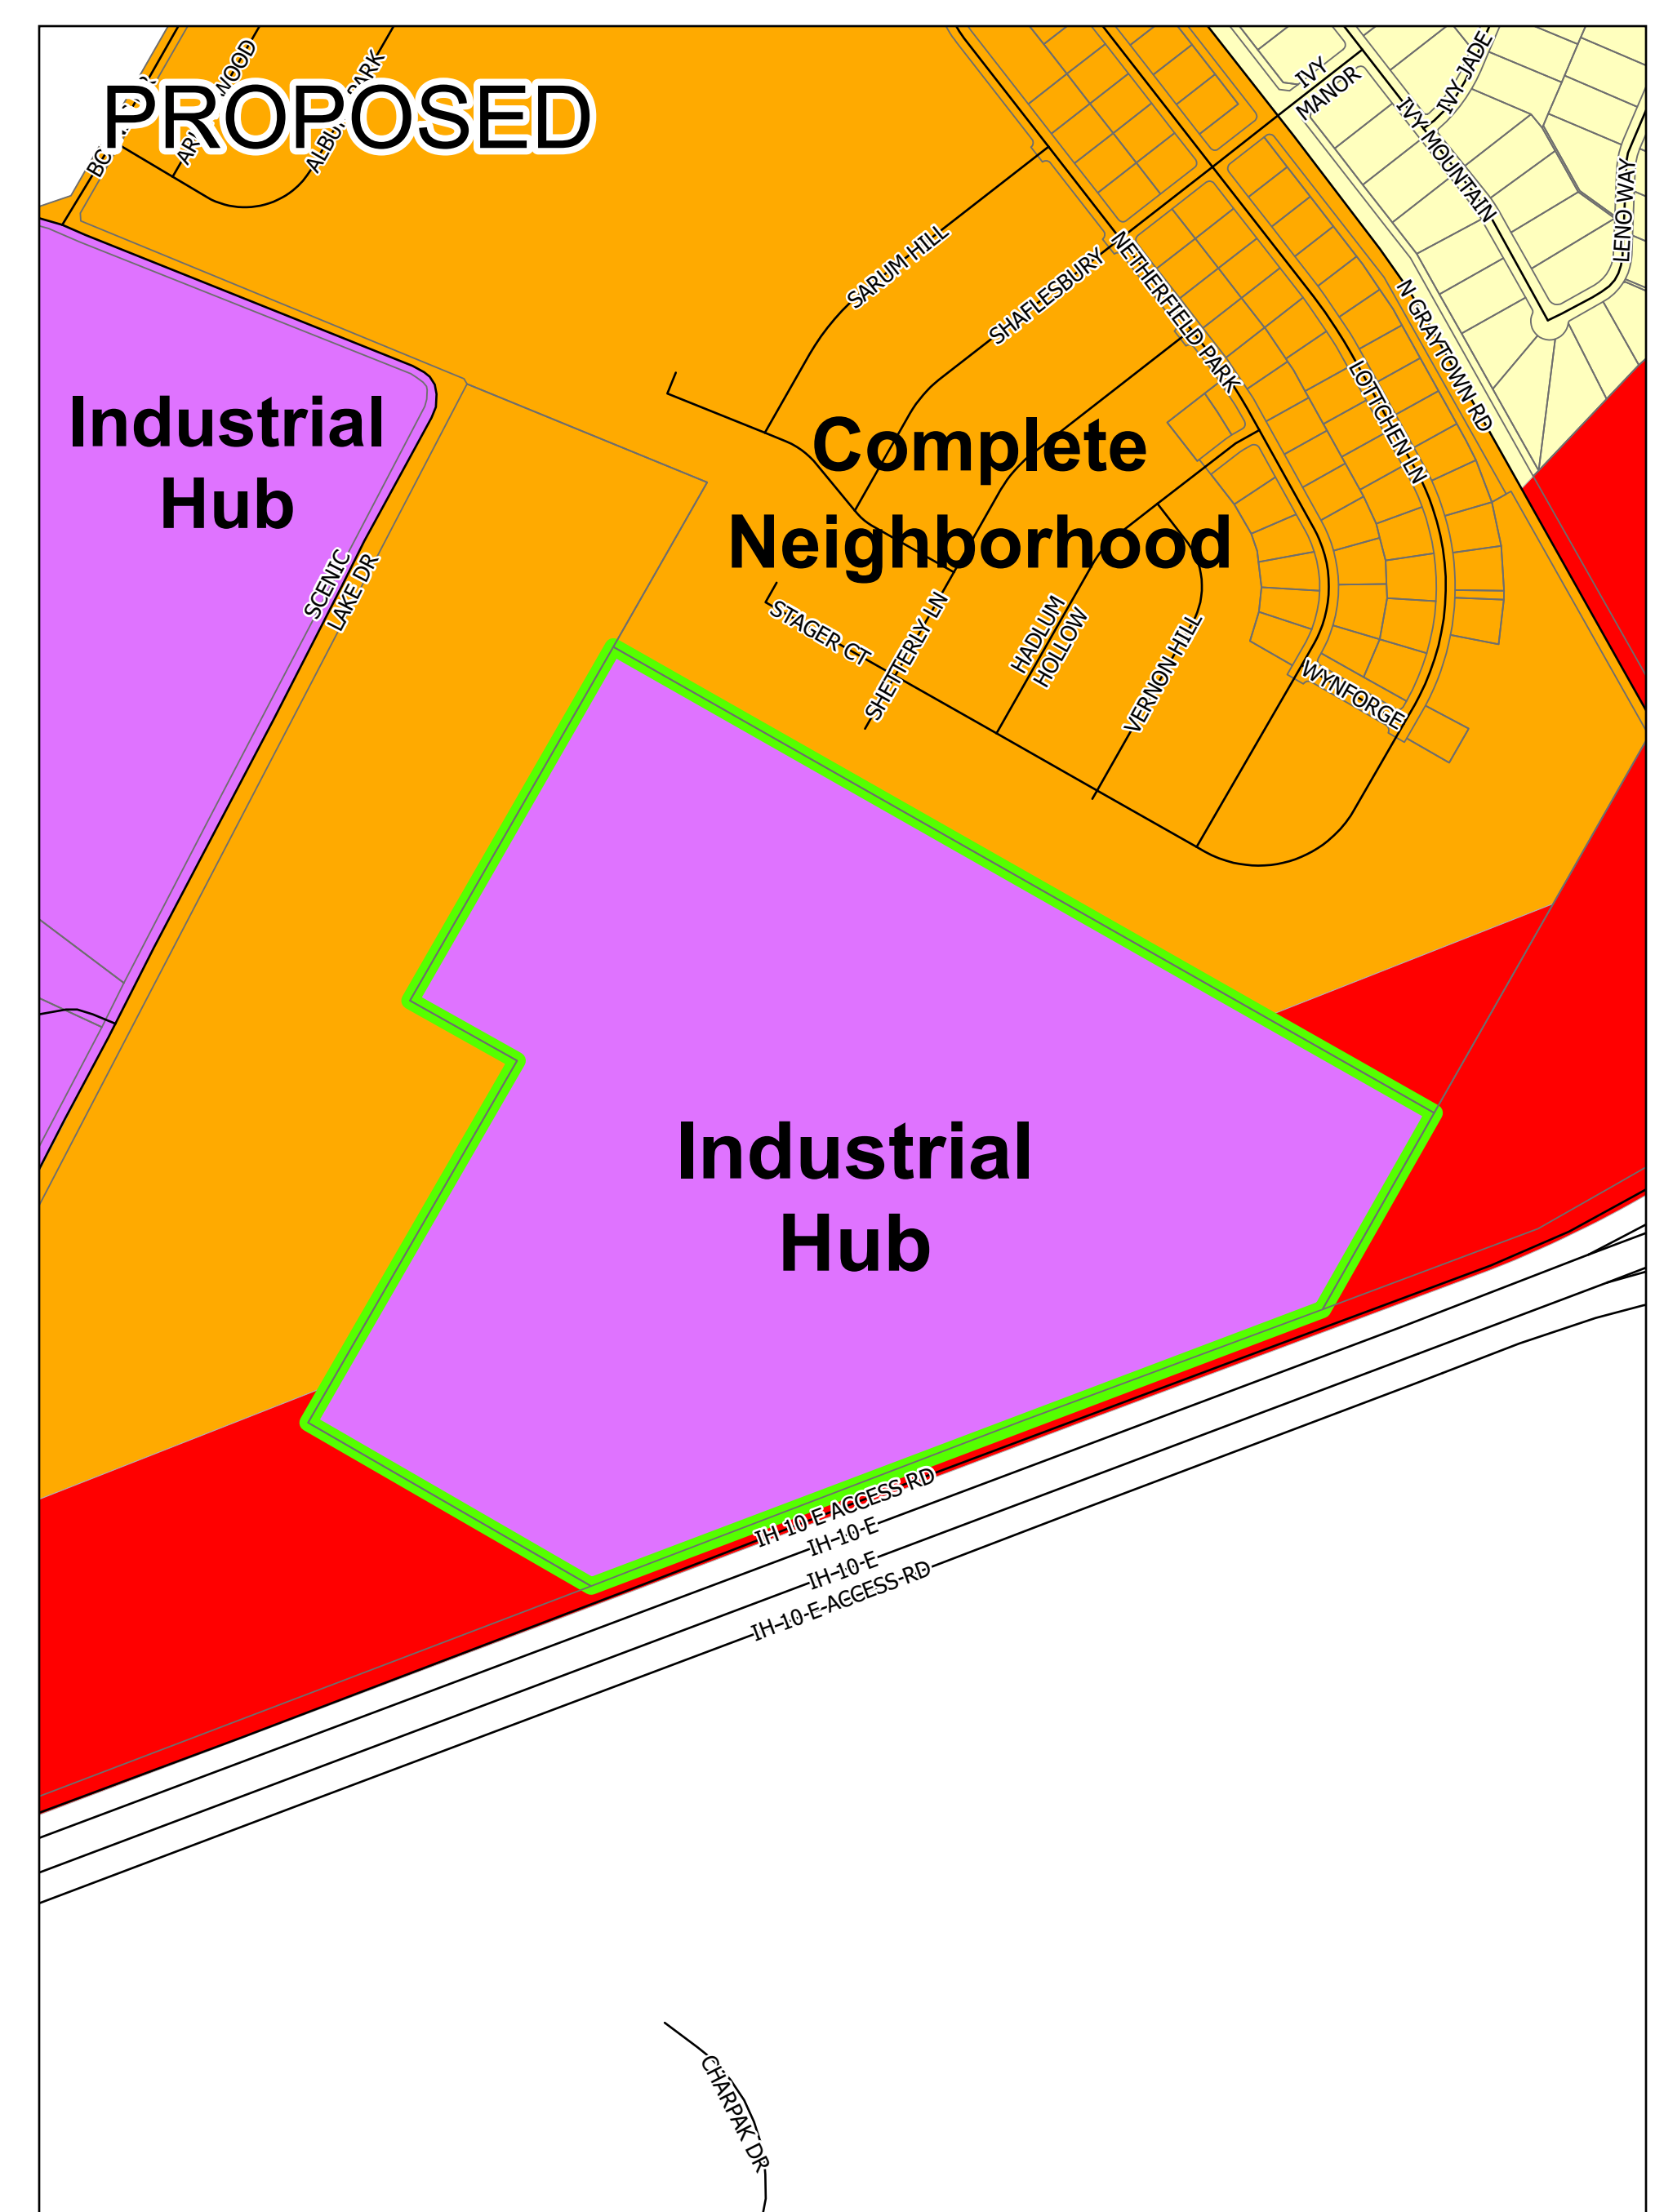 PROPOSED
IVY
MANOR
IVY-JADE
IVY-MOUNTAIN
LENO-WAY
SARUM-HILL
SHAFLESBURY
NETHERFIELD-PARK
N-GRAYTOWN-RD
LOTTCHEN-LN
Industrial
Hub
Complete
Neighborhood
SCENIC
LAKE DR
STAGER CT
SHETTERLY LN
HADLUM
HOLLOW
VERNON-HILL
WYNFORGE
Industrial
Hub
IH-10-E-ACCESS RD
IH-10-E
IH-10-E
IH-10-E-ACCESS-RD
CHARPAK DR